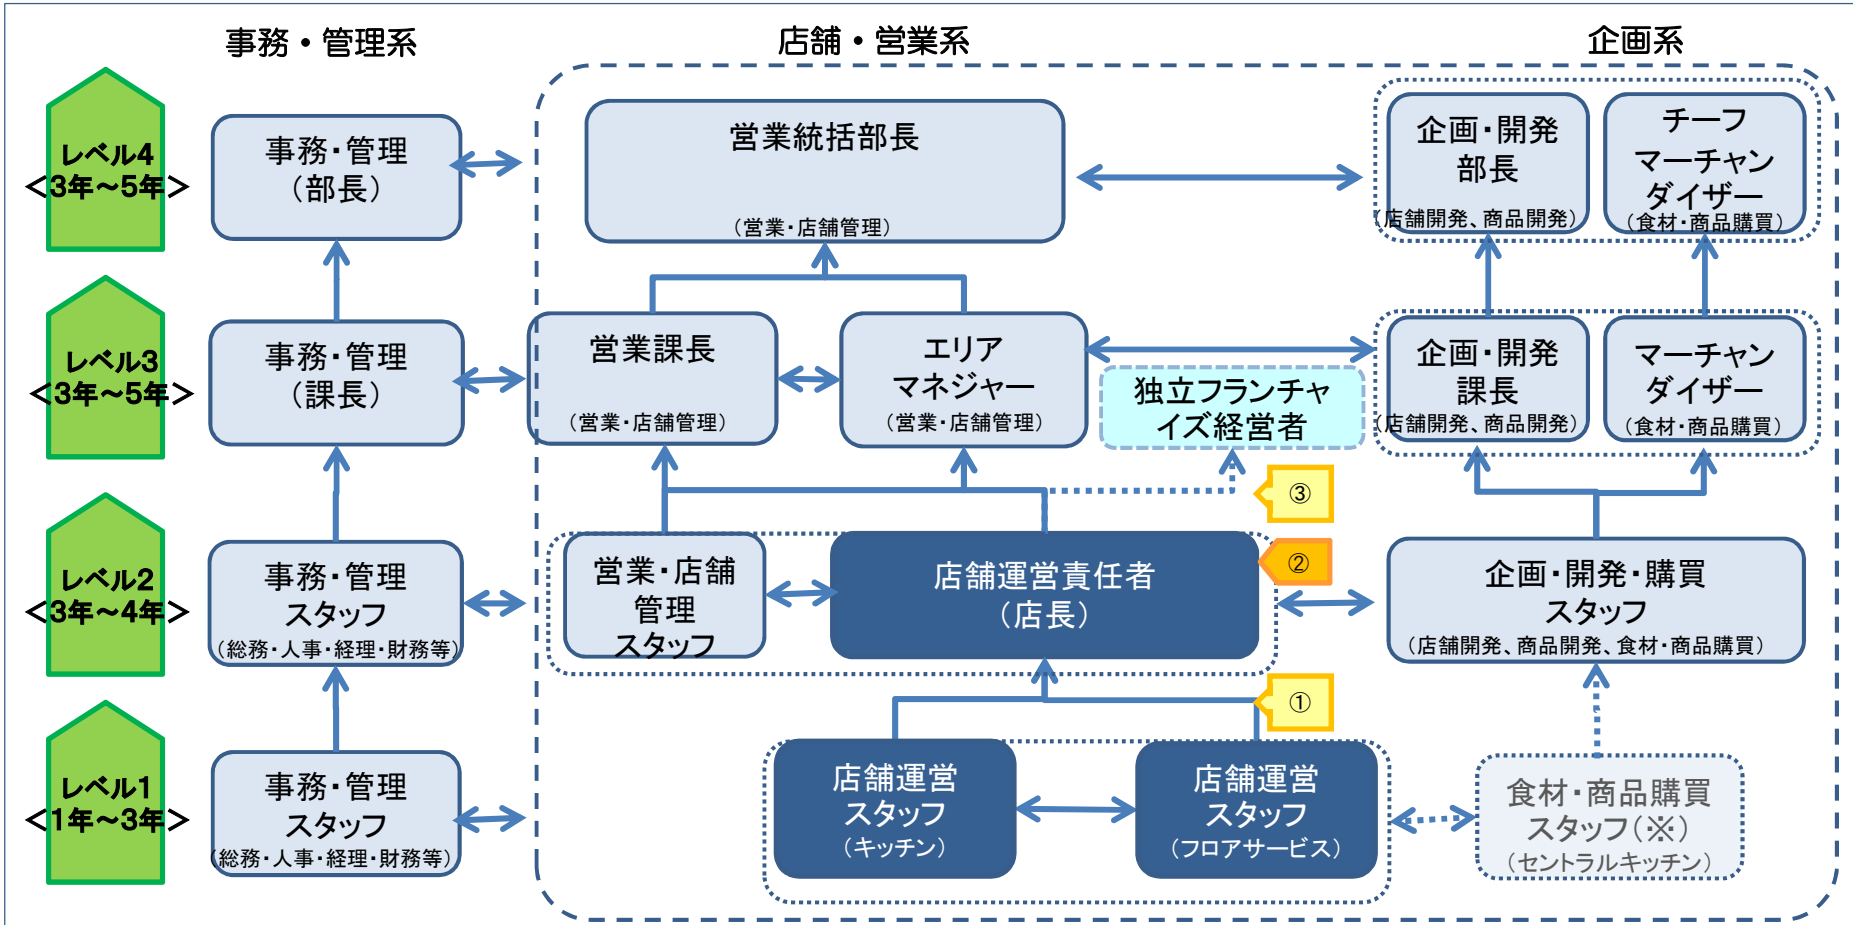 事務・管理系
店舗・営業系
企画系
レベル4
＜3年～5年＞
事務・管理
（部長）
営業統括部長
（営業・店舗管理）
企画・開発
部長
（店舗開発、商品開発）
チーフ
マーチャン
ダイザー
（食材・商品購買）
レベル3
＜3年～5年＞
事務・管理
（課長）
営業課長
（営業・店舗管理）
エリア
マネジャー
（営業・店舗管理）
独立フランチャ
イズ経営者
企画・開発
課長
（店舗開発、商品開発）
マーチャン
ダイザー
（食材・商品購買）
③
レベル2
＜3年～4年＞
事務・管理
スタッフ
（総務・人事・経理・財務等）
営業・店舗
管理
スタッフ
店舗運営責任者
（店長）
②
企画・開発・購買
スタッフ
（店舗開発、商品開発、食材・商品購買）
①
レベル1
＜1年～3年＞
事務・管理
スタッフ
（総務・人事・経理・財務等）
店舗運営
スタッフ
（キッチン）
店舗運営
スタッフ
（フロアサービス）
食材・商品購買
スタッフ（※）
（セントラルキッチン）